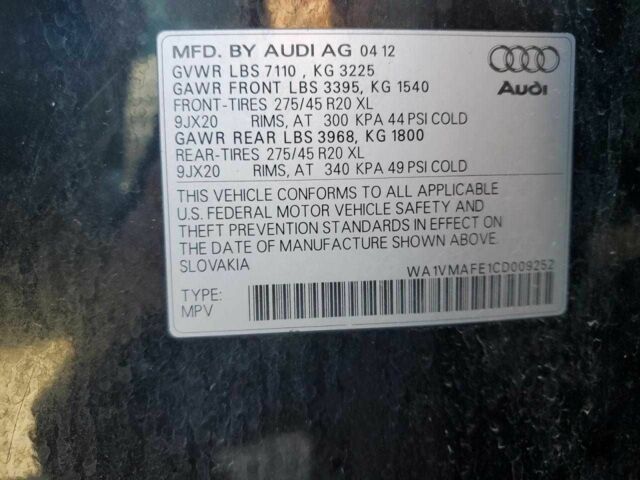 MFD. BY AUDI AG 04 12
GVWR LBS 7110 , KG 3225
GAWR FRONT LBS 3395, KG 1540
FRONT-TIRES 275/45 R20 XL
9JX20 RIMS, AT 300 KPA 44 PSI COLD
GAWR REAR LBS 3968, KG 1800
REAR-TIRES 275/45 R20 XL
9JX20 RIMS, AT 340 KPA 49 PSI COLD
Audi
THIS VEHICLE CONFORMS TO ALL APPLICABLE
U.S. FEDERAL MOTOR VEHICLE SAFETY AND
THEFT PREVENTION STANDARDS IN EFFECT ON
THE DATE OF MANUFACTURE SHOWN ABOVE.
SLOVAKIA WA1VMAFE1CD009252
TYPE:
MPV